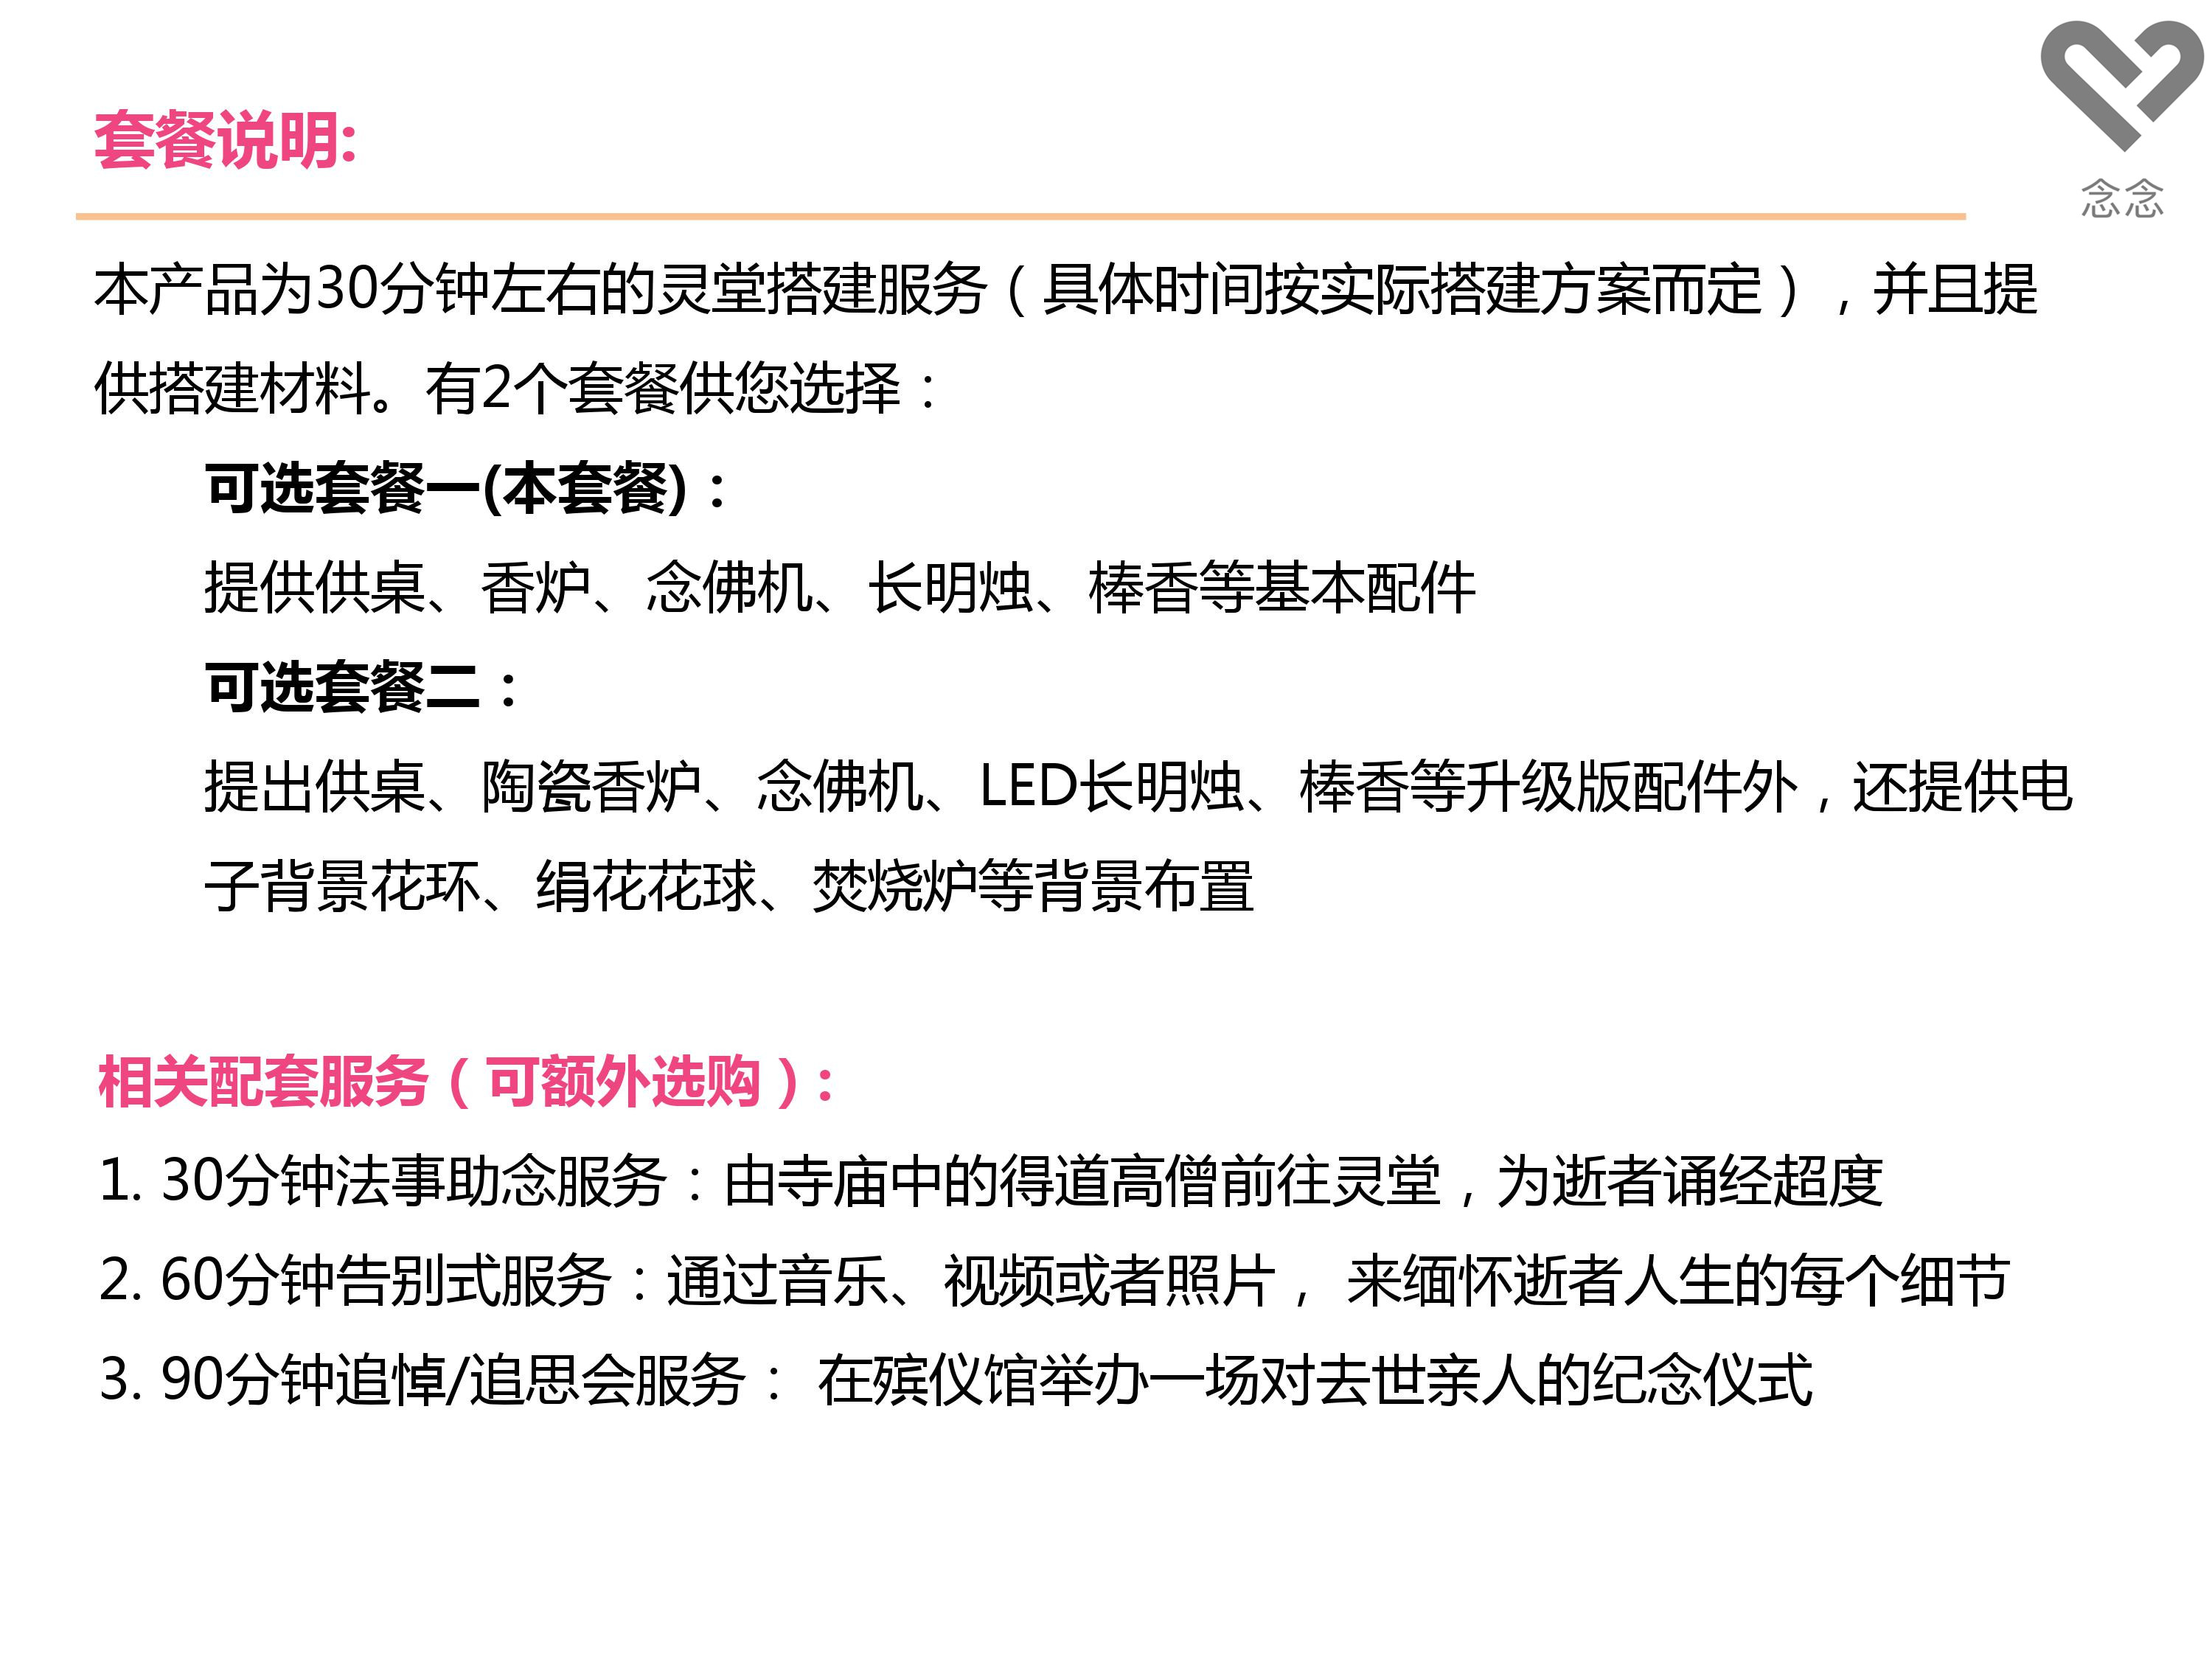 念念
套餐说明:
本产品为30分钟左右的灵堂搭建服务（具体时间按实际搭建方案而定），并且提
供搭建材料。有2个套餐供您选择：
可选套餐一(本套餐)：
提供供桌、香炉、念佛机、长明烛、棒香等基本配件
可选套餐二：
提出供桌、陶瓷香炉、念佛机、LED长明烛、棒香等升级版配件外，还提供电
子背景花环、绢花花球、焚烧炉等背景布置
相关配套服务（可额外选购）:
1. 30分钟法事助念服务：由寺庙中的得道高僧前往灵堂，为逝者诵经超度
2. 60分钟告别式服务：通过音乐、视频或者照片， 来缅怀逝者人生的每个细节
3. 90分钟追悼/追思会服务： 在殡仪馆举办一场对去世亲人的纪念仪式